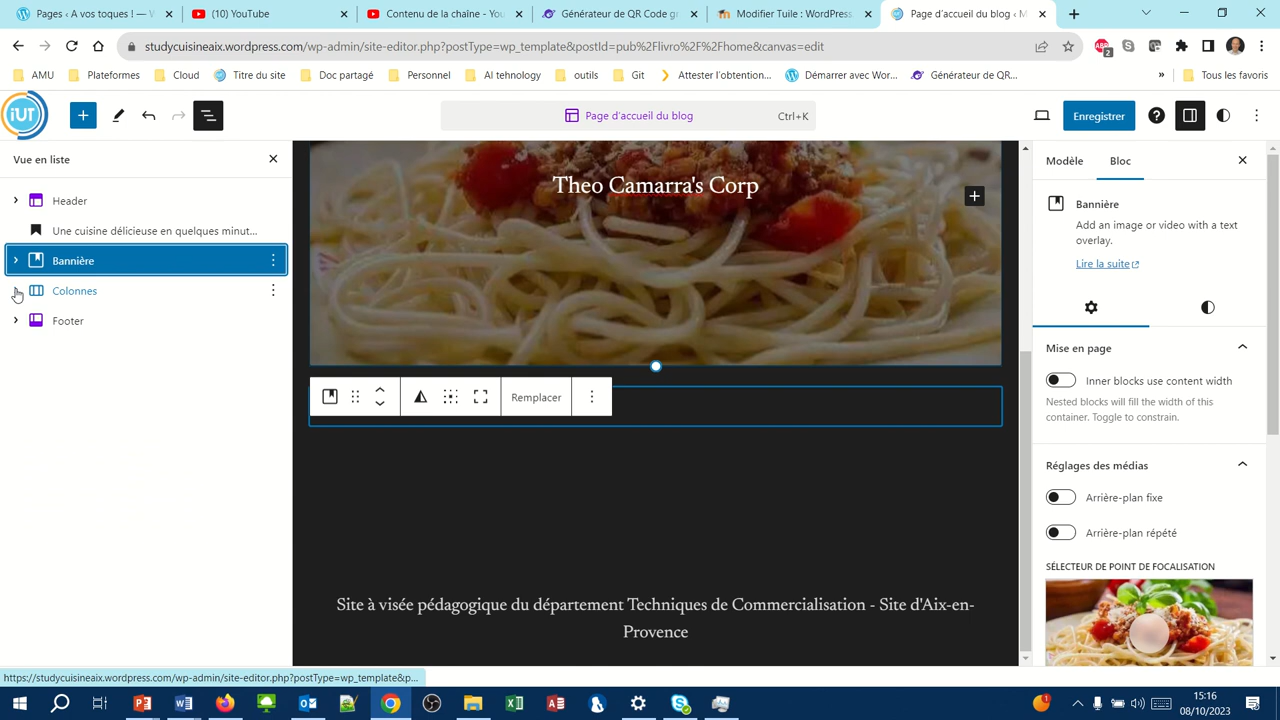 Pages in jetpack ! – W
(10) YouTube
Camtasia - comment - You
Générateur de QR Code g
Modifier Tuile : WordPress
Page d'accueil du blog ‹ M
studycuisineaix.wordpress.com/wp-admin/site-editor.php?postType=wp_template&postId=pub%2Flivro%2F%2Fhome&canvas=edit
2
AMU
Plateformes
Cloud
Titre du site
Doc partagé
Personnel
AI tehnology
outils
Git
Attester l'obtention...
Démarrer avec Wor...
Générateur de QR...
»
Tous les favoris
iUT
Page d'accueil du blog
Ctrl+K
Enregistrer
Vue en liste
Header
Une cuisine délicieuse en quelques minut...
Bannière
Colonnes
Footer
Theo Camarra's Corp
Remplacer
Site à visée pédagogique du département Techniques de Commercialisation - Site d'Aix-en-
Provence
Modèle
Bloc
Bannière
Add an image or video with a text
overlay.
Lire la suite
Mise en page
Inner blocks use content width
Nested blocks will fill the width of this
container. Toggle to constrain.
Réglages des médias
Arrière-plan fixe
Arrière-plan répété
SÉLECTEUR DE POINT DE FOCALISATION
https://studycuisineaix.wordpress.com/wp-admin/site-editor.php?postType=wp_template&p...
15:16
08/10/2023